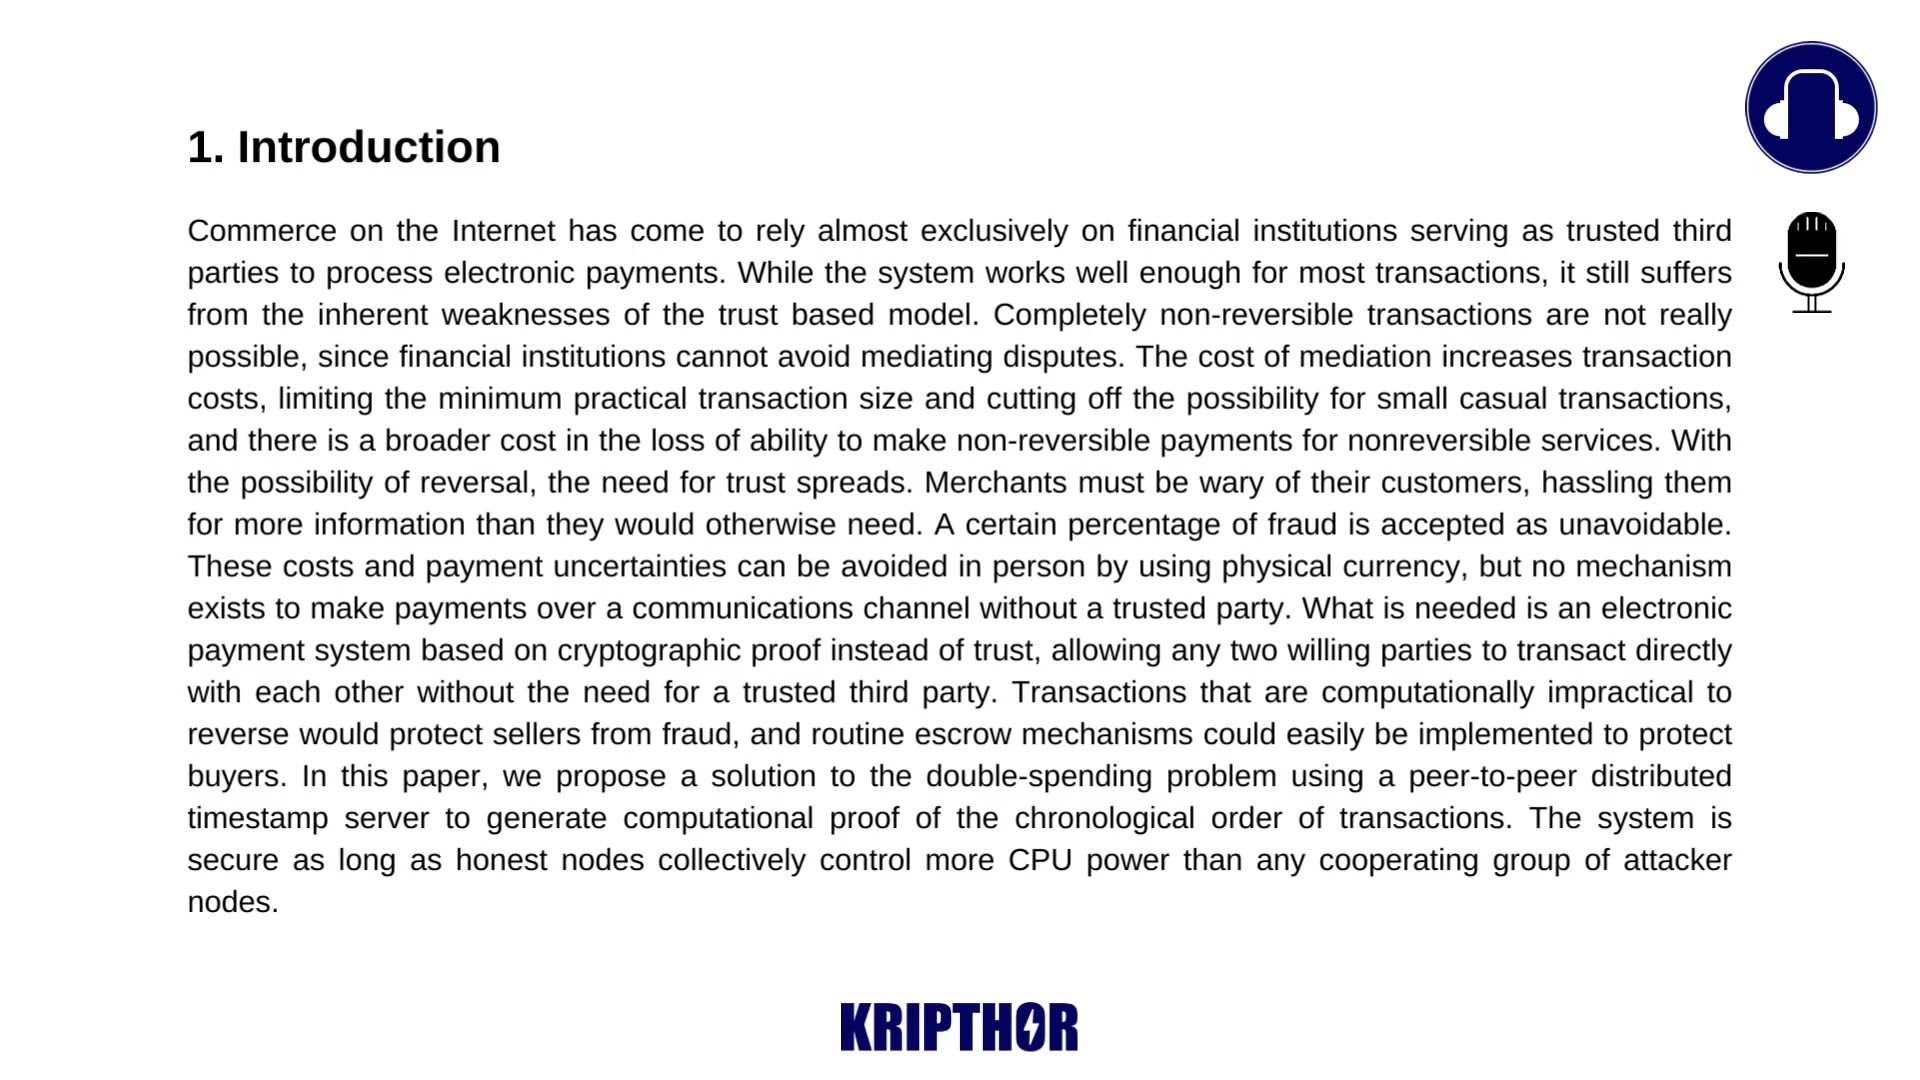 1. Introduction
Commerce on the Internet has come to rely almost exclusively on financial institutions serving as trusted third
parties to process electronic payments. While the system works well enough for most transactions, it still suffers
from the inherent weaknesses of the trust based model. Completely non-reversible transactions are not really
possible, since financial institutions cannot avoid mediating disputes. The cost of mediation increases transaction
costs, limiting the minimum practical transaction size and cutting off the possibility for small casual transactions,
and there is a broader cost in the loss of ability to make non-reversible payments for nonreversible services. With
the possibility of reversal, the need for trust spreads. Merchants must be wary of their customers, hassling them
for more information than they would otherwise need. A certain percentage of fraud is accepted as unavoidable.
These costs and payment uncertainties can be avoided in person by using physical currency, but no mechanism
exists to make payments over a communications channel without a trusted party. What is needed is an electronic
payment system based on cryptographic proof instead of trust, allowing any two willing parties to transact directly
with each other without the need for a trusted third party. Transactions that are computationally impractical to
reverse would protect sellers from fraud, and routine escrow mechanisms could easily be implemented to protect
buyers. In this paper, we propose a solution to the double-spending problem using a peer-to-peer distributed
timestamp server to generate computational proof of the chronological order of transactions. The system is
secure as long as honest nodes collectively control more CPU power than any cooperating group of attacker
nodes.
KRIPTHOR